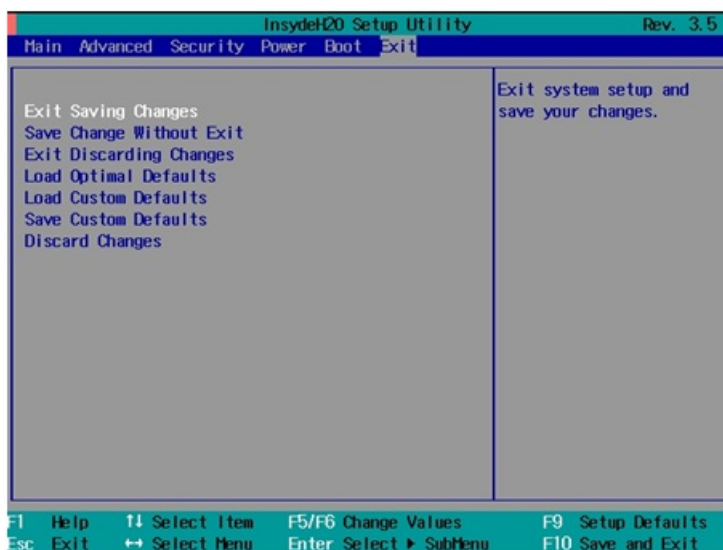 InsydeH20 Setup Utility Rev. 3.5
Main Advanced Security Power Boot Exit
Exit Saving Changes
Save Change Without Exit
Exit Discarding Changes
Load Optimal Defaults
Load Custom Defaults
Save Custom Defaults
Discard Changes
Exit system setup and
save your changes.
F1 Help ↑↓ Select Item F5/F6 Change Values F9 Setup Defaults
Esc Exit ↔ Select Menu Enter Select ▶ SubMenu F10 Save and Exit